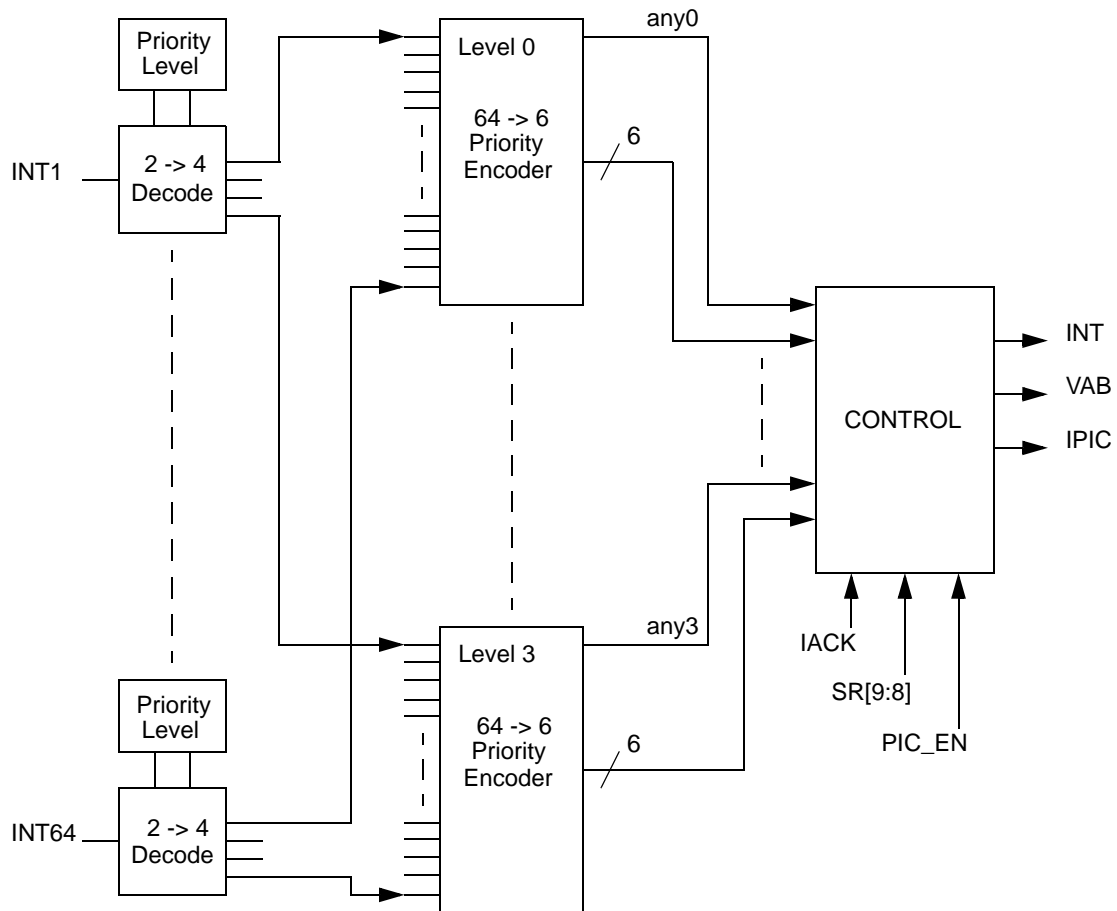 Priority
Level
INT1
2 -> 4
Decode
Level 0
64 -> 6
Priority
Encoder
any0
6
CONTROL
INT
VAB
IPIC
IACK
SR[9:8]
PIC_EN
Priority
Level
INT64
2 -> 4
Decode
Level 3
64 -> 6
Priority
Encoder
any3
6